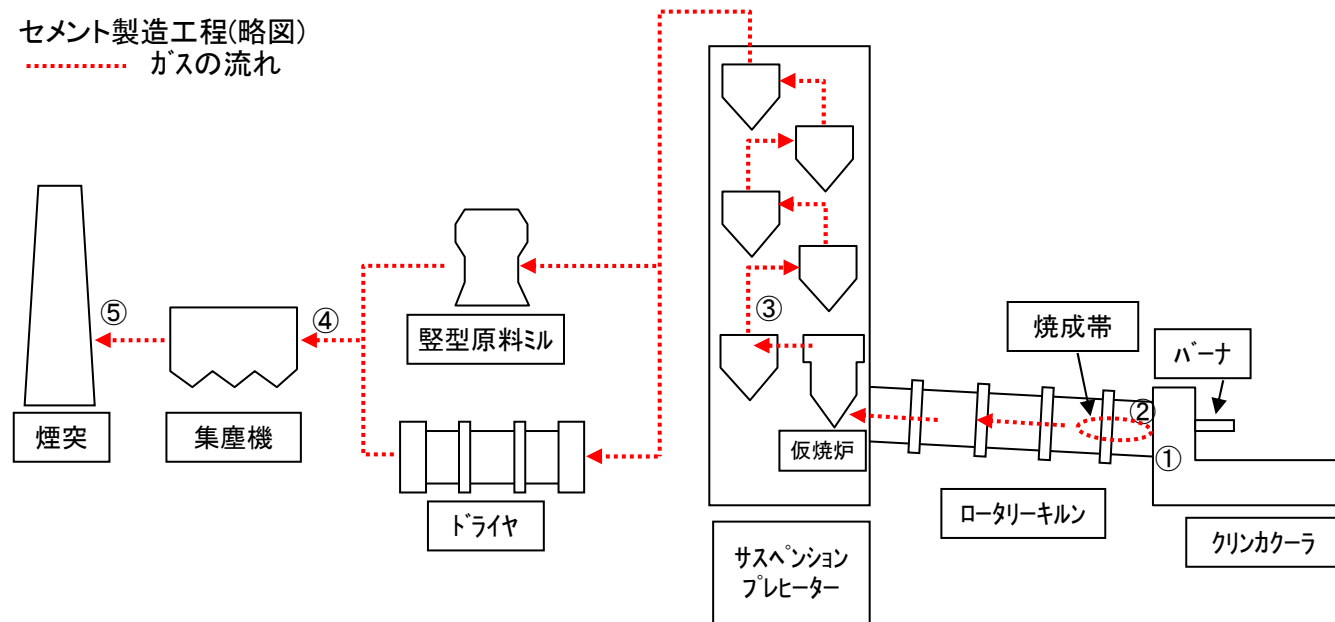 セメント製造工程(略図)
ガスの流れ
⑤
④
竪型原料ミル
③
焼成帯
バーナ
②
①
煙突
集塵機
仮焼炉
ドライヤ
ロータリーキルン
クリンカクーラ
サスペンション
プレヒーター